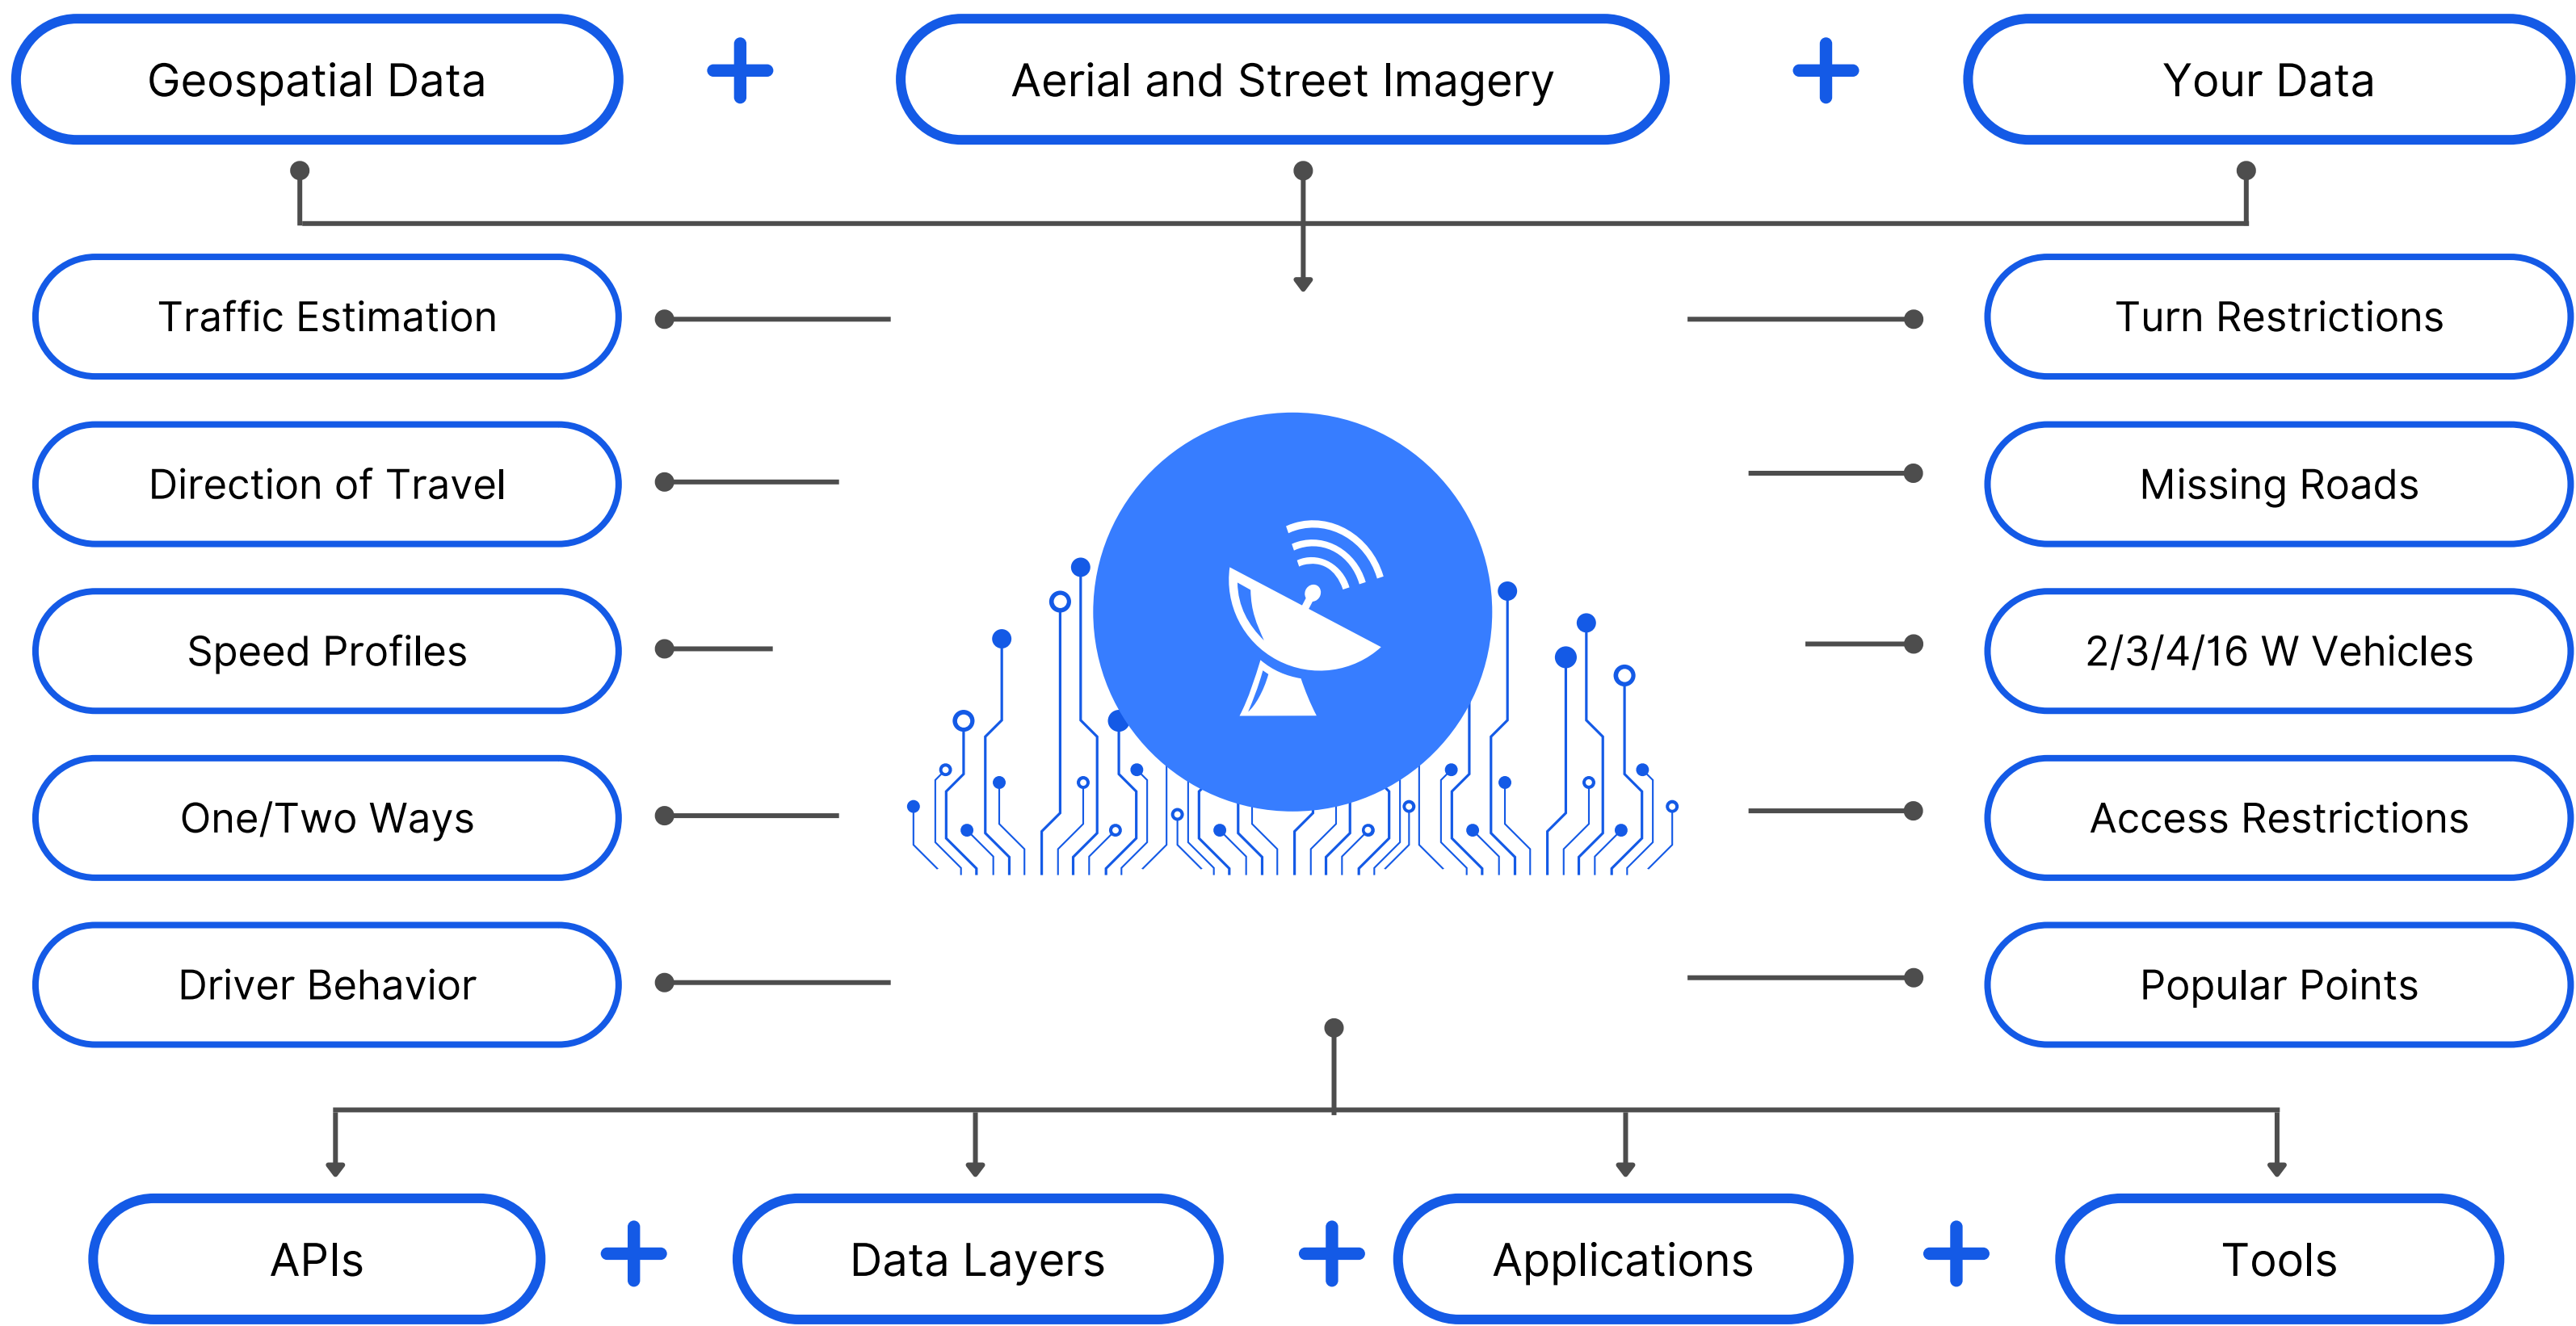 Geospatial Data
Aerial and Street Imagery
Your Data
Traffic Estimation
Turn Restrictions
Direction of Travel
Missing Roads
Speed Profiles
2/3/4/16 W Vehicles
One/Two Ways
Access Restrictions
Driver Behavior
Popular Points
APIs
Data Layers
Applications
Tools